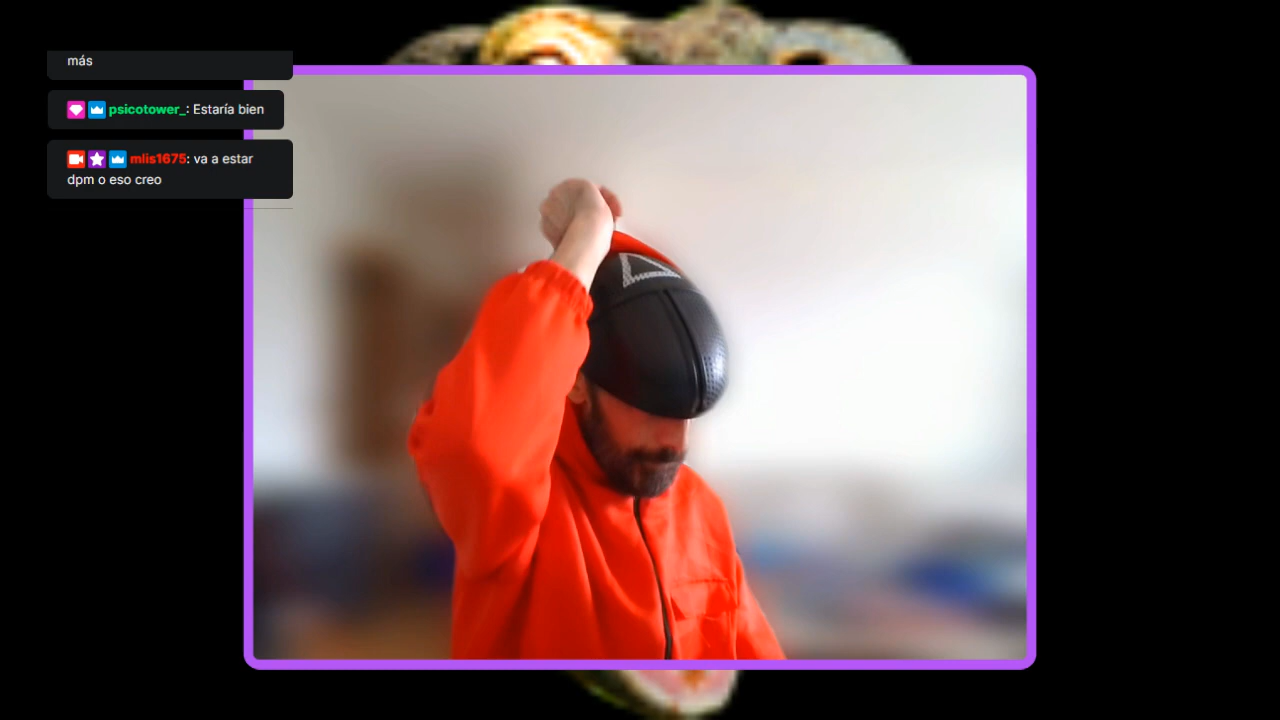 más
psicotower_: Estaría bien
mlis1675: va a estar
dpm o eso creo